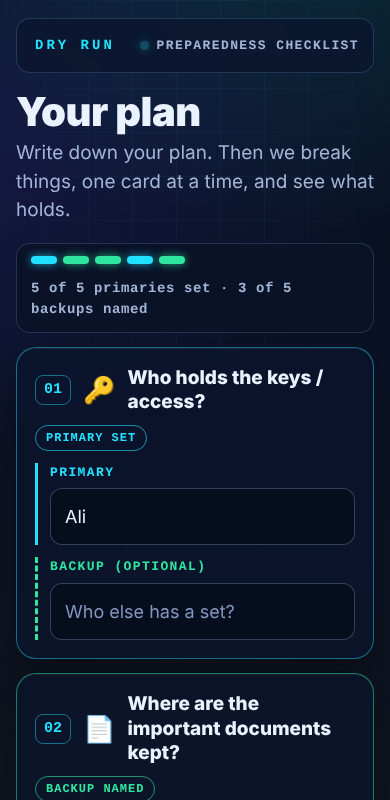 DRY RUN
PREPAREDNESS CHECKLIST
Your plan
Write down your plan. Then we break
things, one card at a time, and see what
holds.
5 of 5 primaries set · 3 of 5
backups named
01
Who holds the keys /
access?
PRIMARY SET
PRIMARY
Ali
BACKUP (OPTIONAL)
Who else has a set?
02
Where are the
important documents
kept?
BACKUP NAMED